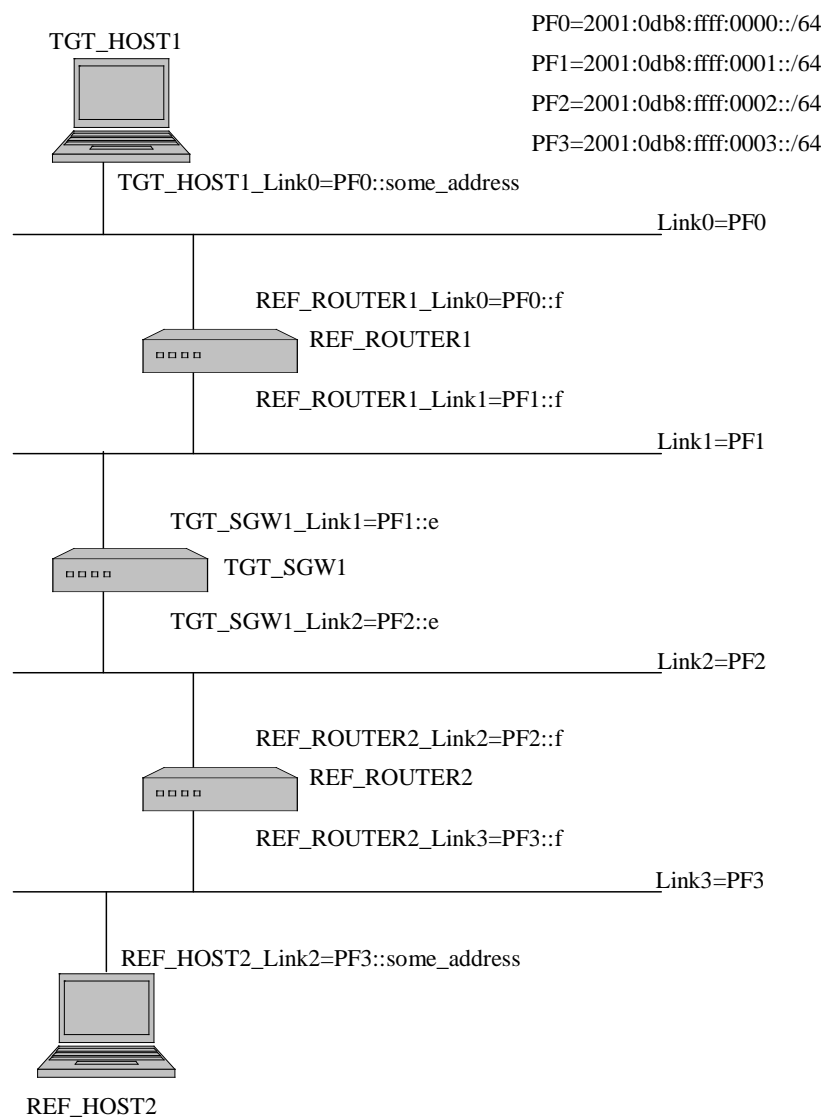 PF0=2001:0db8:ffff:0000::/64
TGT_HOST1
PF1=2001:0db8:ffff:0001::/64
PF2=2001:0db8:ffff:0002::/64
PF3=2001:0db8:ffff:0003::/64
TGT_HOST1_Link0=PF0::some_address
Link0=PF0
REF_ROUTER1_Link0=PF0::f
REF_ROUTER1
REF_ROUTER1_Link1=PF1::f
Link1=PF1
TGT_SGW1_Link1=PF1::e
TGT_SGW1
TGT_SGW1_Link2=PF2::e
Link2=PF2
REF_ROUTER2_Link2=PF2::f
REF_ROUTER2
REF_ROUTER2_Link3=PF3::f
Link3=PF3
REF_HOST2_Link2=PF3::some_address
REF_HOST2